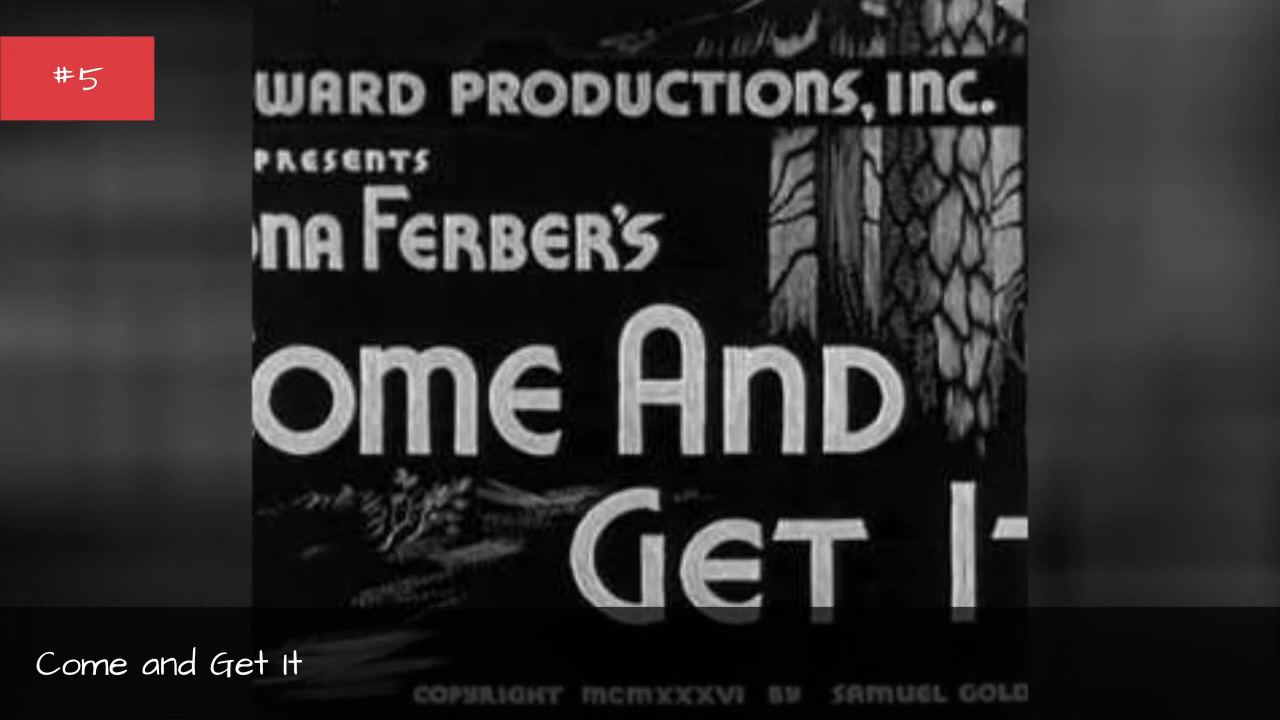 #5
WARD PRODUCTIONS, INC.
PRESENTS
NA FERBER'S
OME AND
GET IT
Come and Get It
COPYRIGHT MCMXXXVI BY SAMUEL GOLD